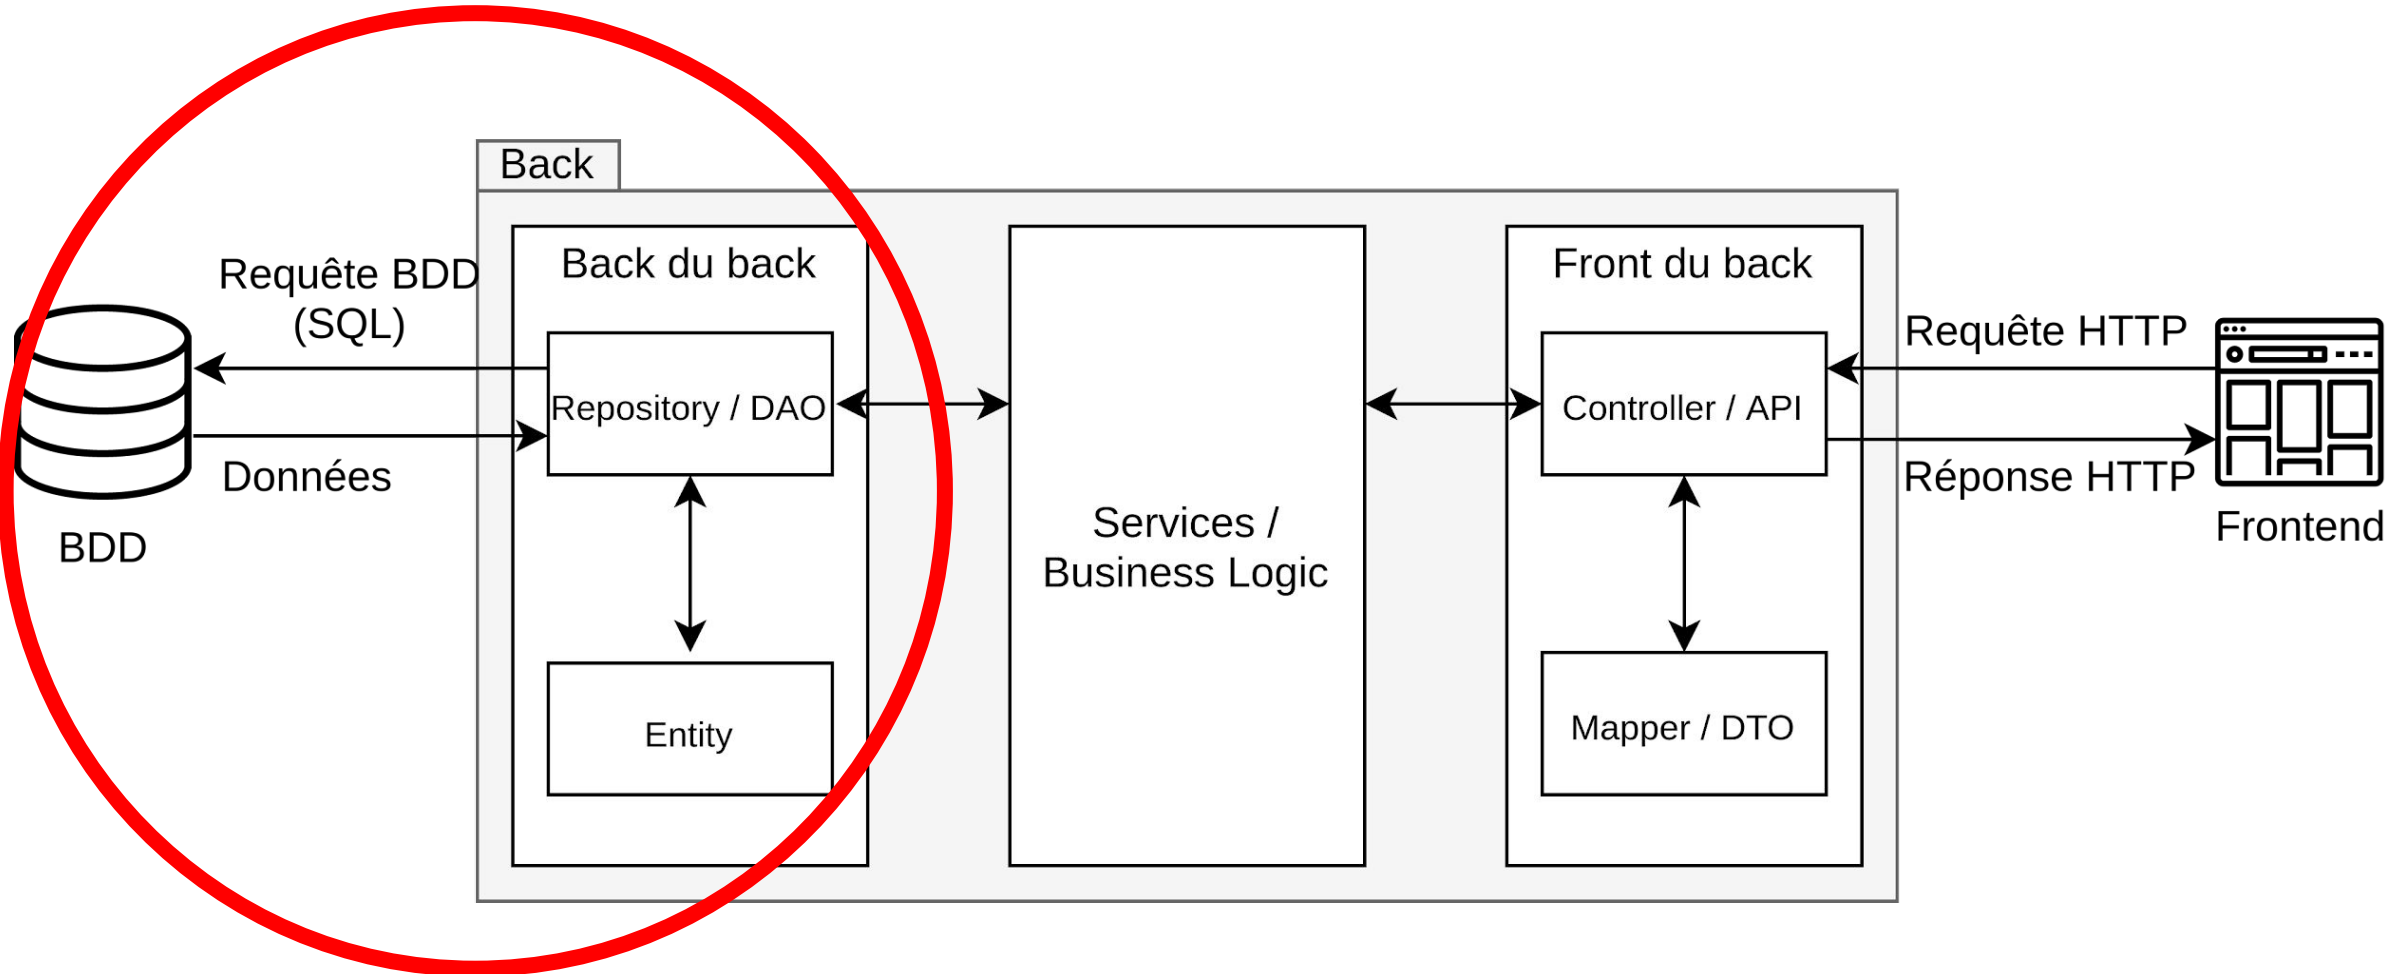 Back
Back du back
Front du back
Requête BDD
(SQL)
Requête HTTP
Repository / DAO
Controller / API
Données
Réponse HTTP
Services /
Business Logic
Frontend
BDD
Entity
Mapper / DTO